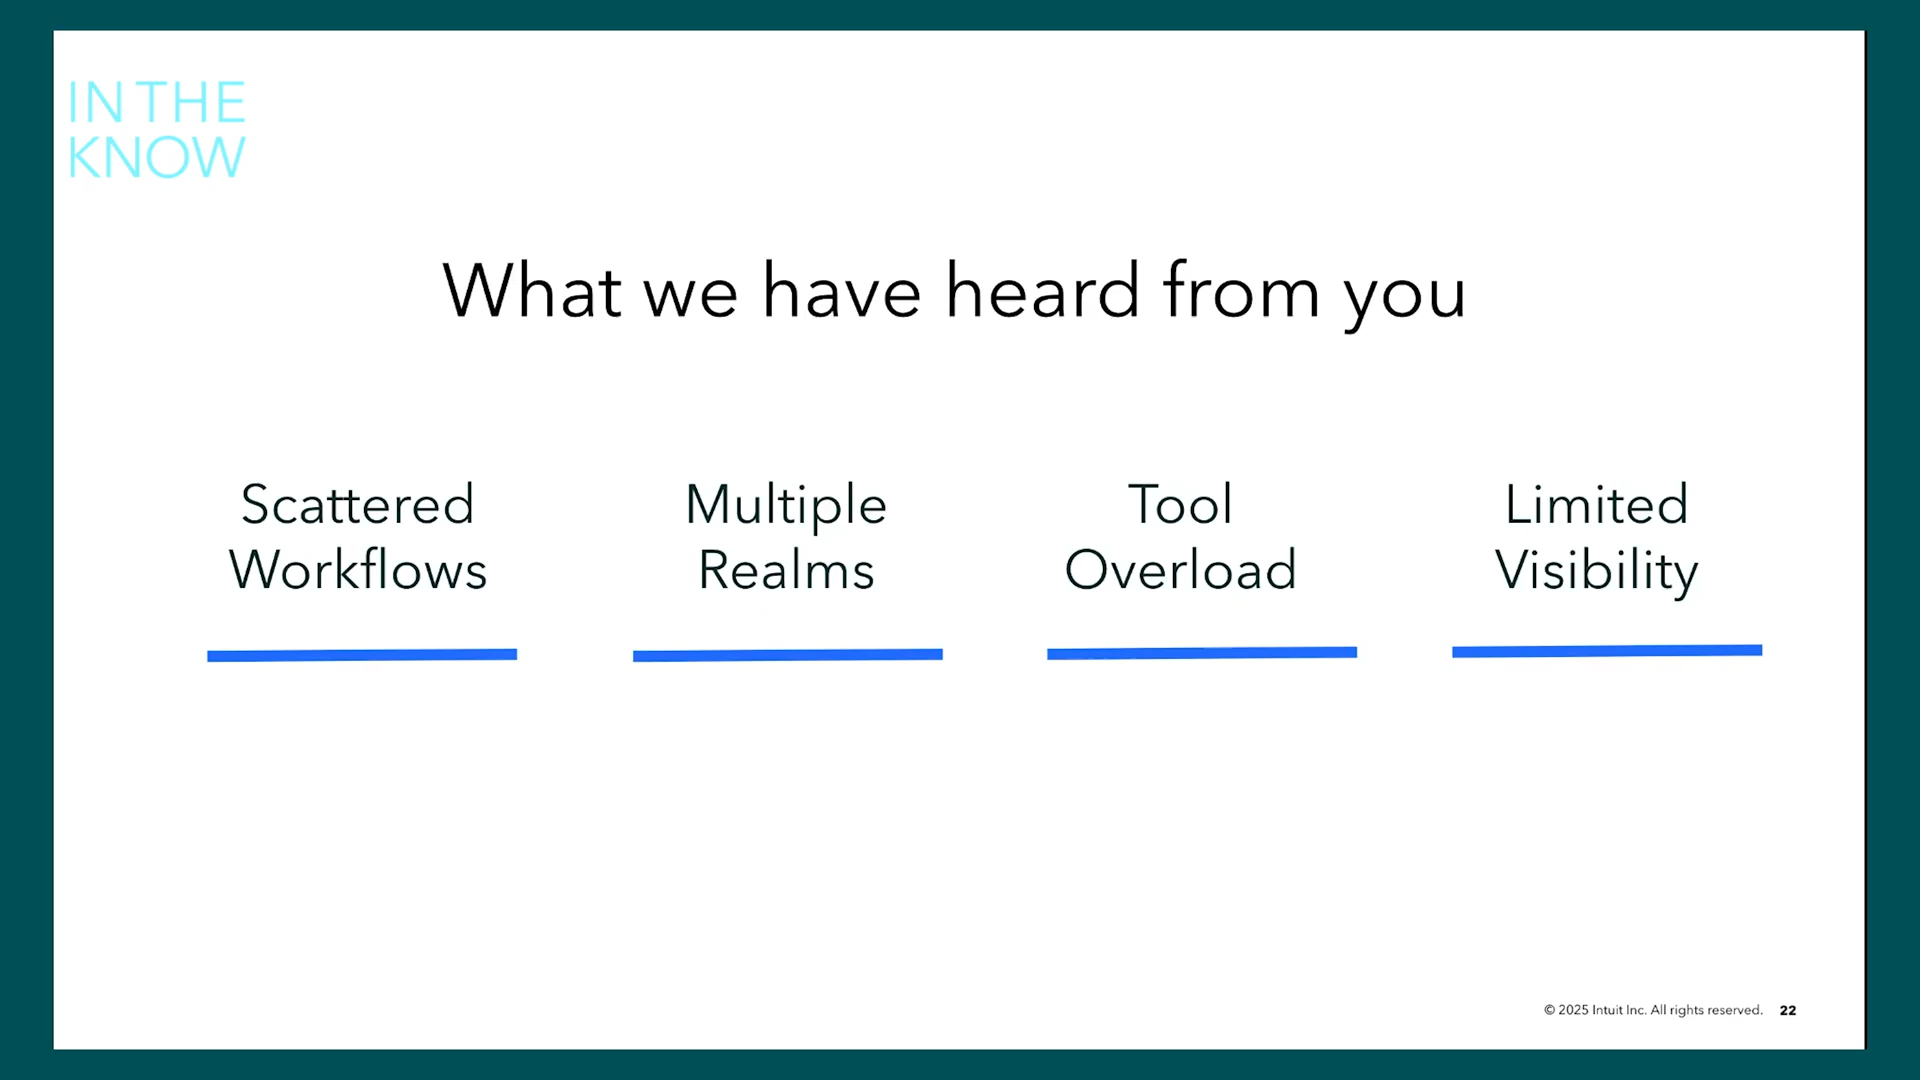 IN THE
KNOW
What we have heard from you
Scattered
Workflows
Multiple
Realms
Tool
Overload
Limited
Visibility
© 2025 Intuit Inc. All rights reserved. 22